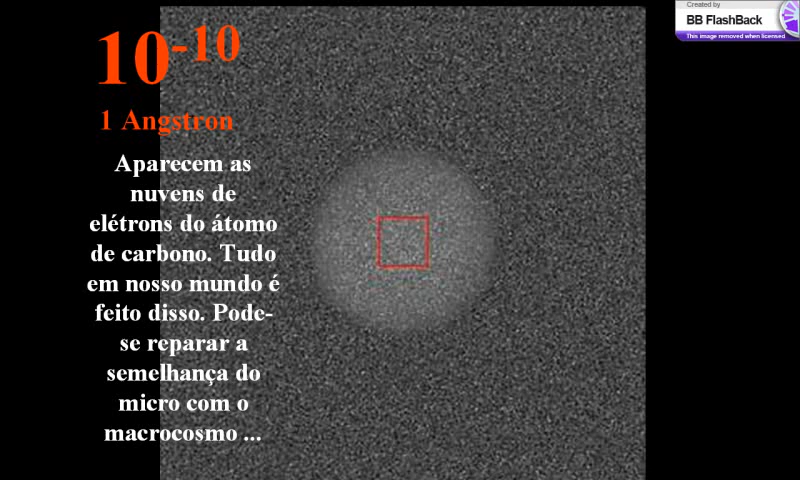 10-10
1 Angstron
Aparecem as
nuvens de
elétrons do átomo
de carbono. Tudo
em nosso mundo é
feito disso. Pode-
se reparar a
semelhança do
micro com o
macrocosmo ...
Created by
BB FlashBack
This image removed when licensed